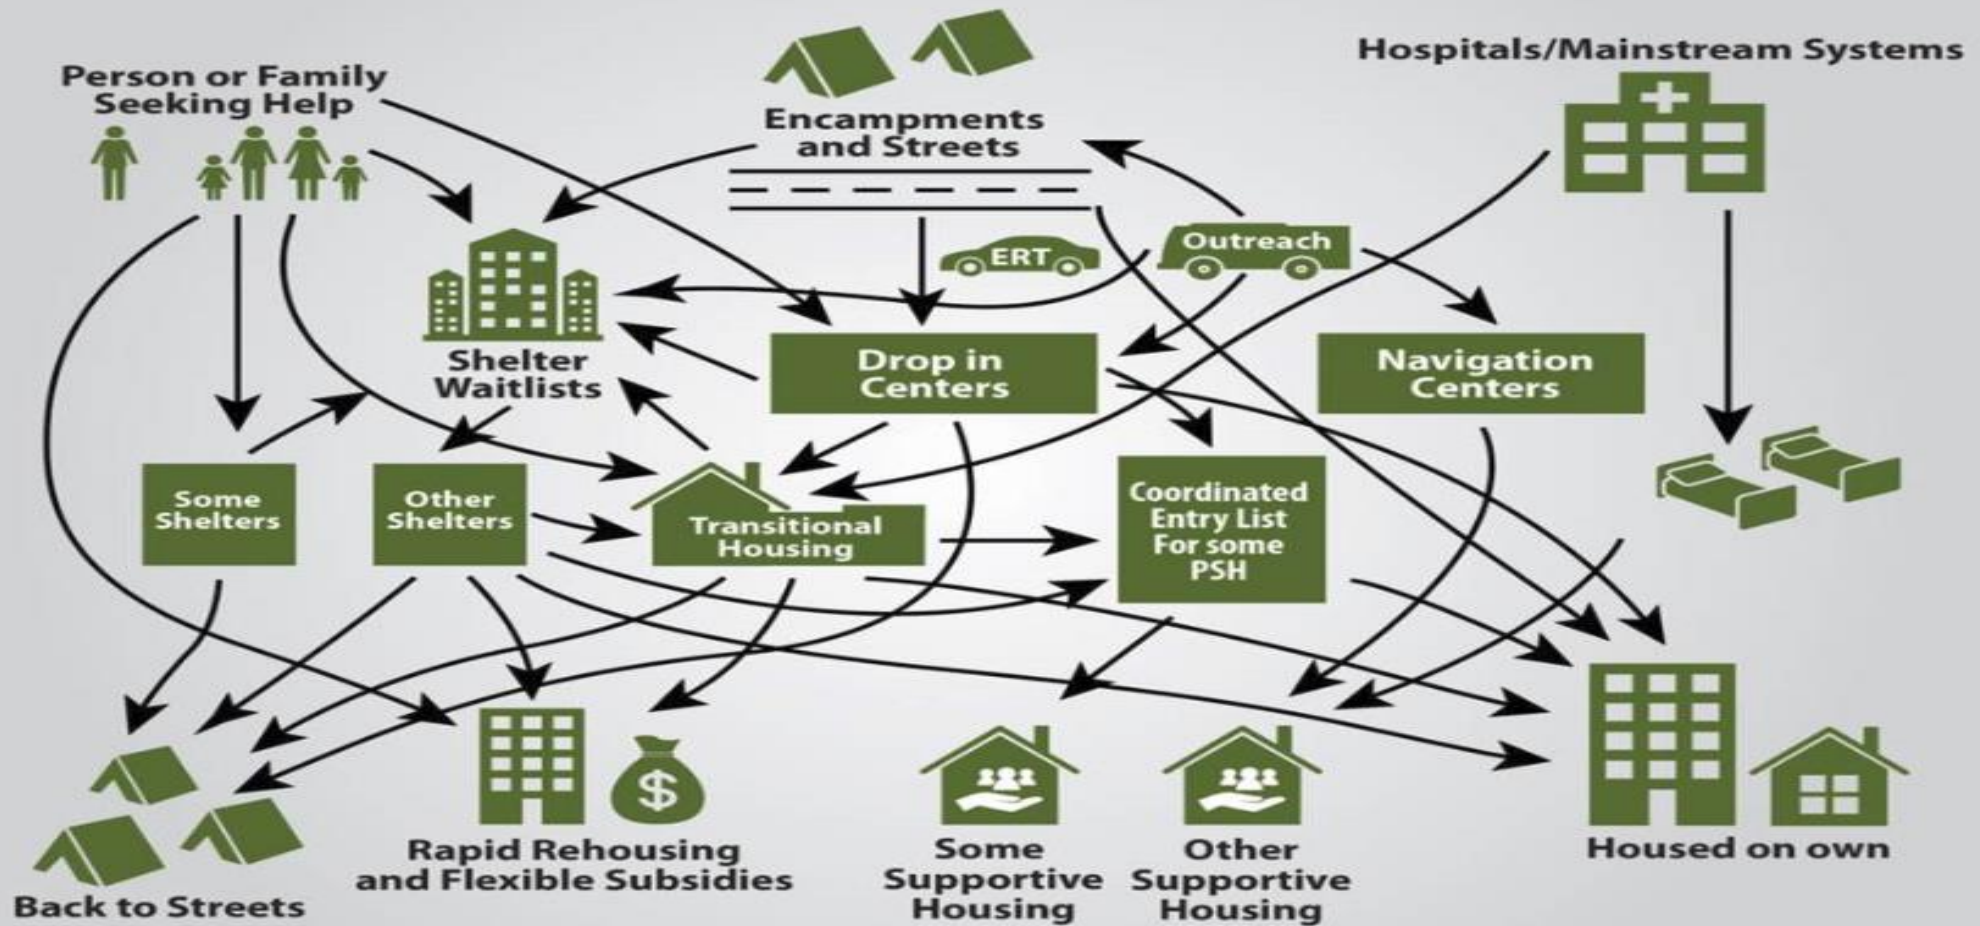 Person or Family
Seeking Help
Encampments
and Streets
Hospitals/Mainstream Systems
ERT
Outreach
Shelter
Waitlists
Drop in
Centers
Navigation
Centers
Some
Shelters
Other
Shelters
Transitional
Housing
Coordinated
Entry List
For some
PSH
$
Back to Streets
Rapid Rehousing
and Flexible Subsidies
Some
Supportive
Housing
Other
Supportive
Housing
Housed on own